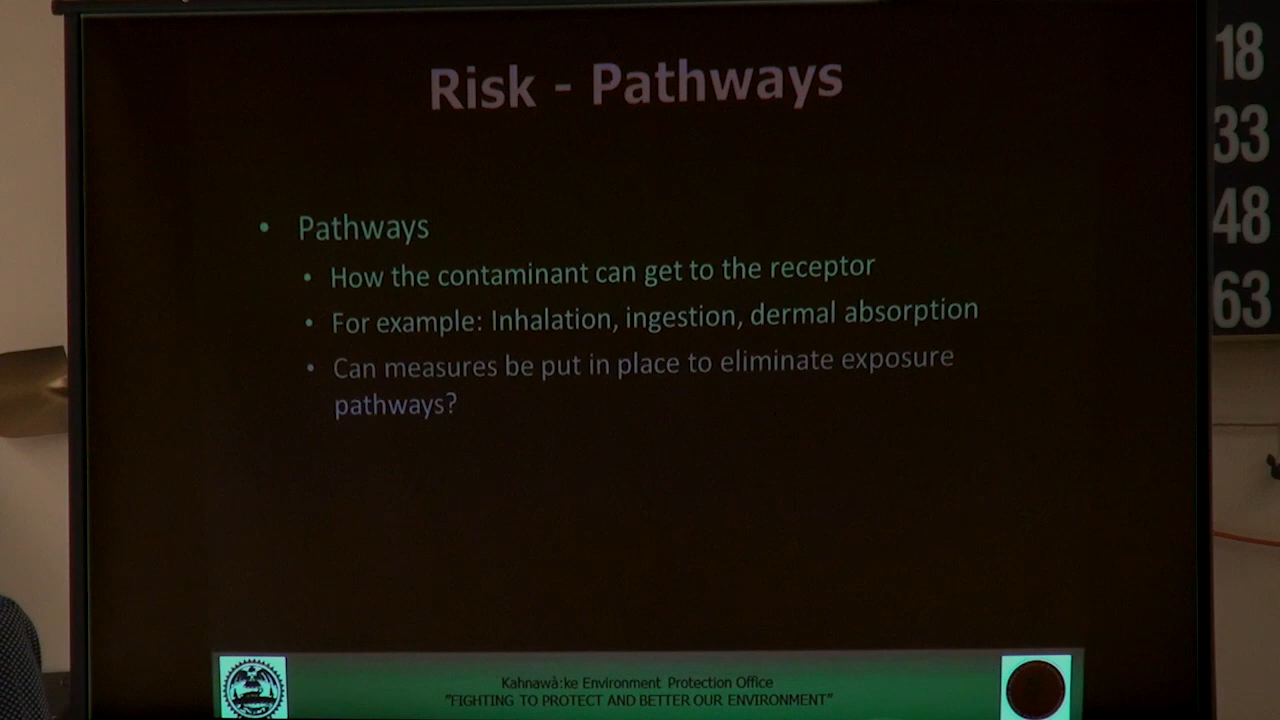 Risk - Pathways
• Pathways
• How the contaminant can get to the receptor
• For example: Inhalation, ingestion, dermal absorption
• Can measures be put in place to eliminate exposure
pathways?
Kahnawà:ke Environment Protection Office
"FIGHTING TO PROTECT AND BETTER OUR ENVIRONMENT"
18
33
48
63